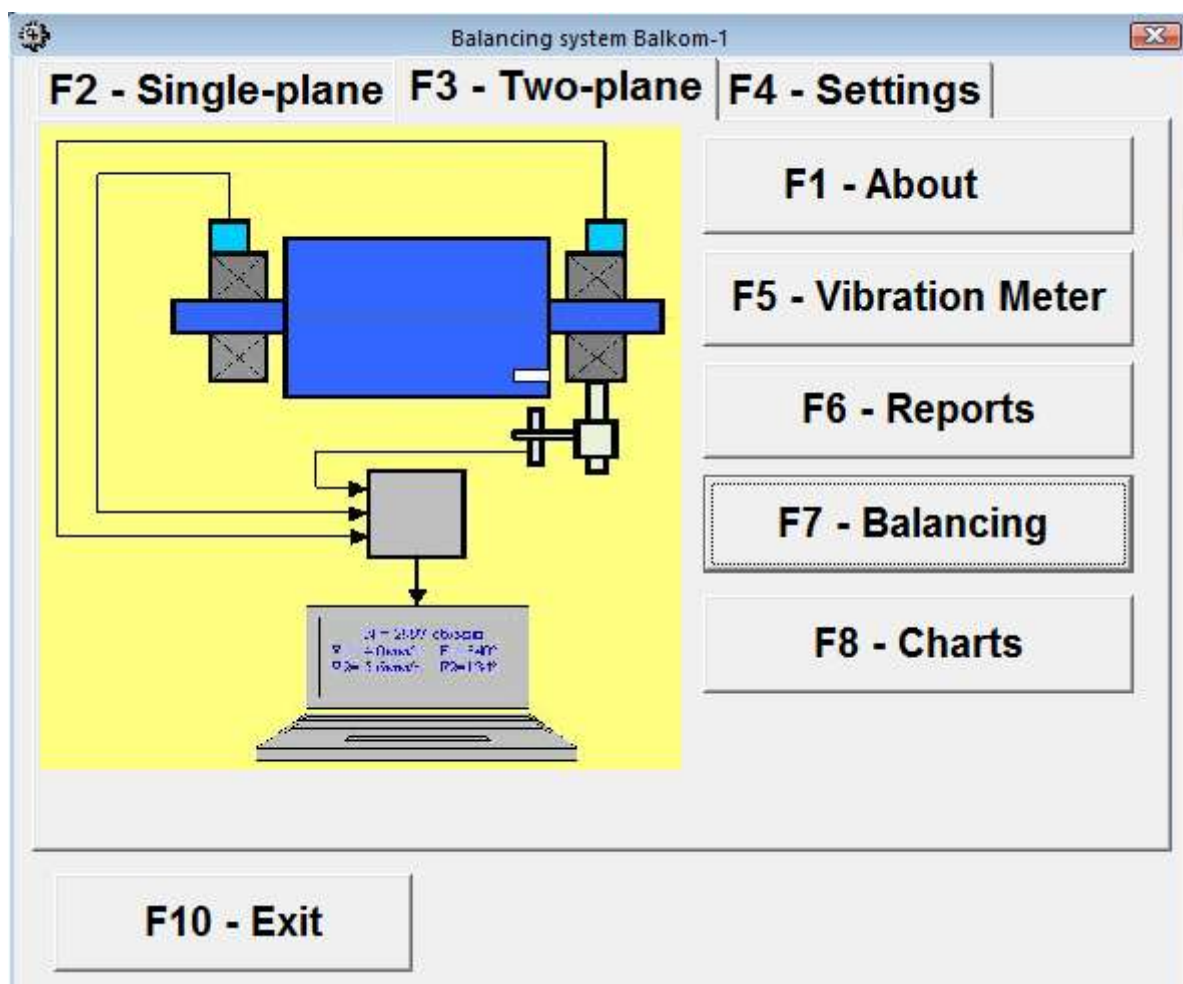 Balancing system Balkom-1
F2 - Single-plane
F3 - Two-plane
F4 - Settings
F1 - About
F5 - Vibration Meter
F6 - Reports
F7 - Balancing
F8 - Charts
F10 - Exit